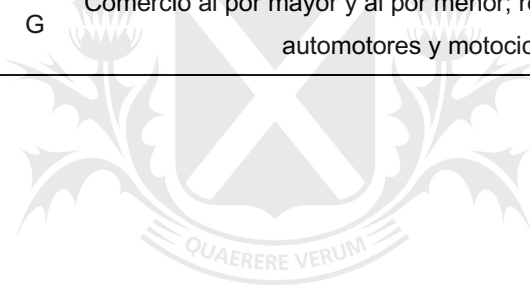 Comercio al por mayor y al por menor;
G
automotores y
QUAERERE VERUM